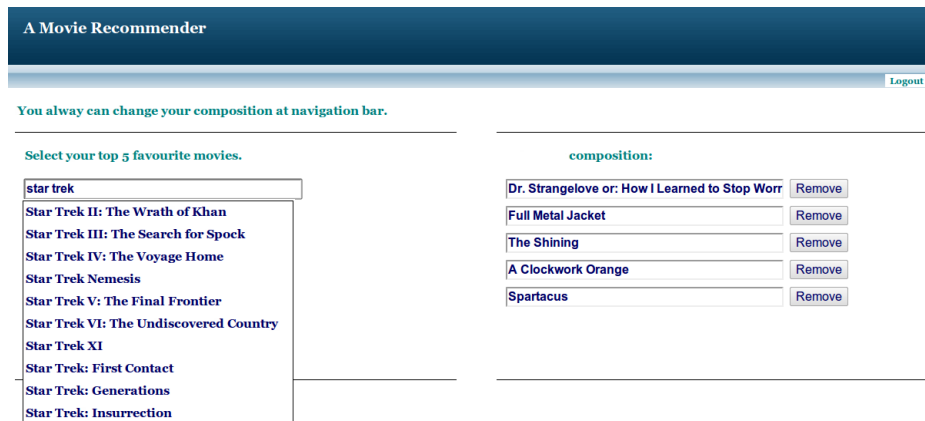 A Movie Recommender
Logout
You alway can change your composition at navigation bar.
Select your top 5 favourite movies.
star trek
Star Trek II: The Wrath of Khan
Star Trek III: The Search for Spock
Star Trek IV: The Voyage Home
Star Trek Nemesis
Star Trek V: The Final Frontier
Star Trek VI: The Undiscovered Country
Star Trek XI
Star Trek: First Contact
Star Trek: Generations
Star Trek: Insurrection
composition:
Dr. Strangelove or: How I Learned to Stop Worr Remove
Full Metal Jacket Remove
The Shining Remove
A Clockwork Orange Remove
Spartacus Remove